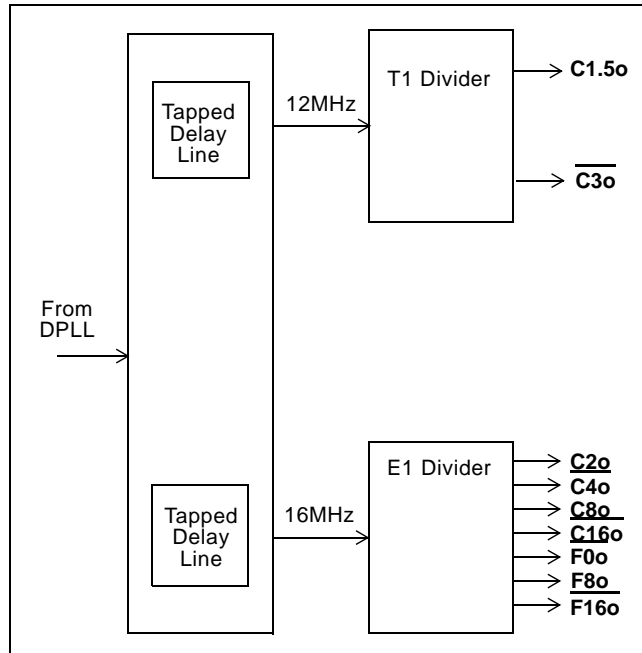 Tapped
Delay
Line
12MHz
T1 Divider
C1.5o
C3o
From
DPLL
Tapped
Delay
Line
16MHz
E1 Divider
C2o
C4o
C8o
C16o
F0o
F8o
F16o